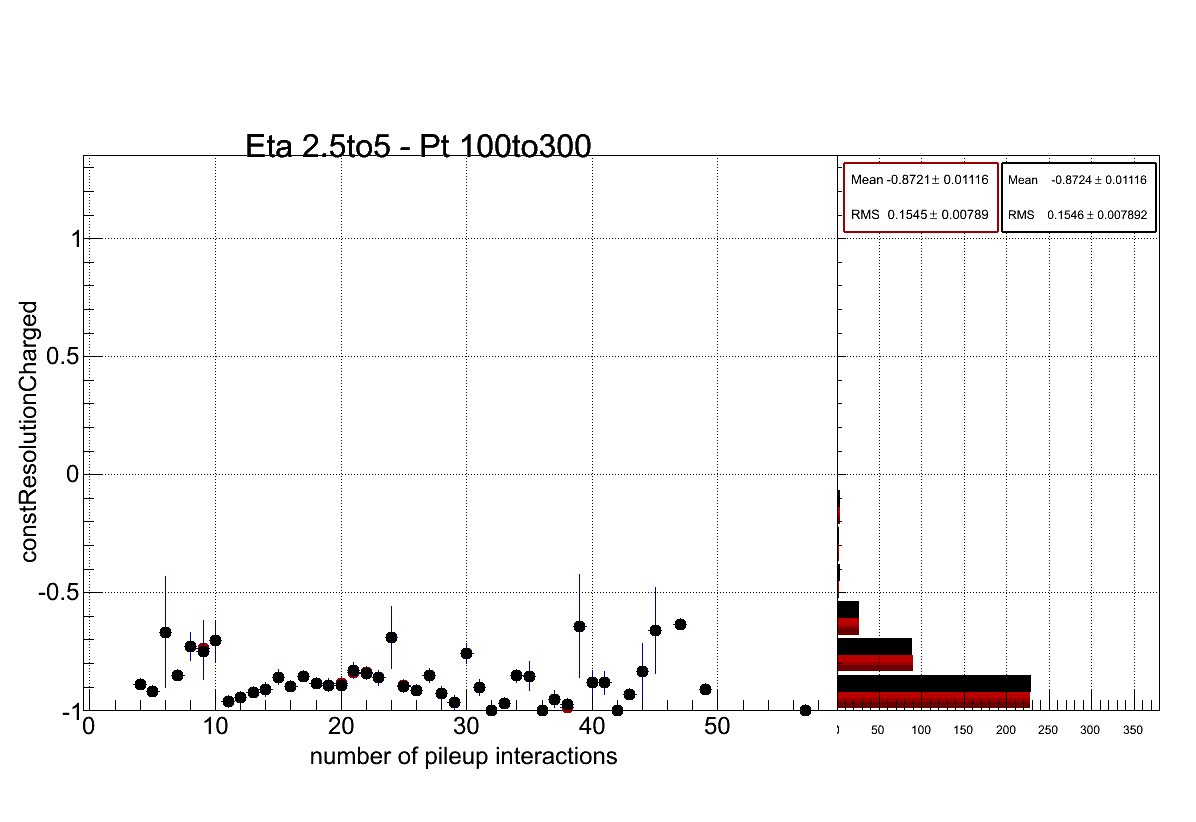 Eta 2.5to5 - Pt 100to300
Mean -0.8721 ± 0.01116
RMS 0.1545 ± 0.00789
Mean -0.8724 ± 0.01116
RMS 0.1546 ± 0.007892
constResolutionCharged
1
0.5
0
-0.5
-1
0 10 20 30 40 50
number of pileup interactions
50 100 150 200 250 300 350